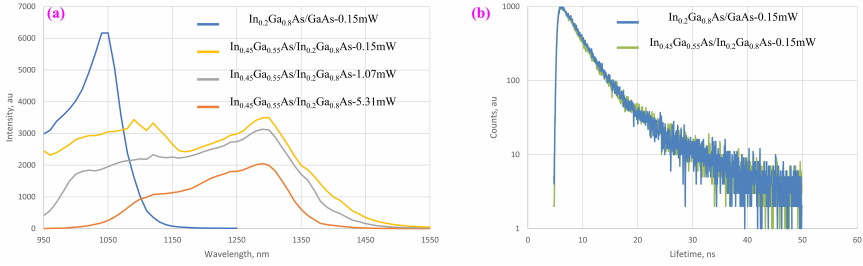 (a)
In0.2Ga0.8As/GaAs-0.15mW
In0.45Ga0.55As/In0.2Ga0.8As-0.15mW
In0.45Ga0.55As/In0.2Ga0.8As-1.07mW
In0.45Ga0.55As/In0.2Ga0.8As-5.31mW
Intensity, au
7000
6000
5000
4000
3000
2000
1000
0
950
1050
1150
1250
1350
1450
1550
Wavelength, nm
(b)
In0.2Ga0.8As/GaAs-0.15mW
In0.45Ga0.55As/In0.2Ga0.8As-0.15mW
Counts, au
1000
100
10
1
0
10
20
30
40
50
60
Lifetime, ns